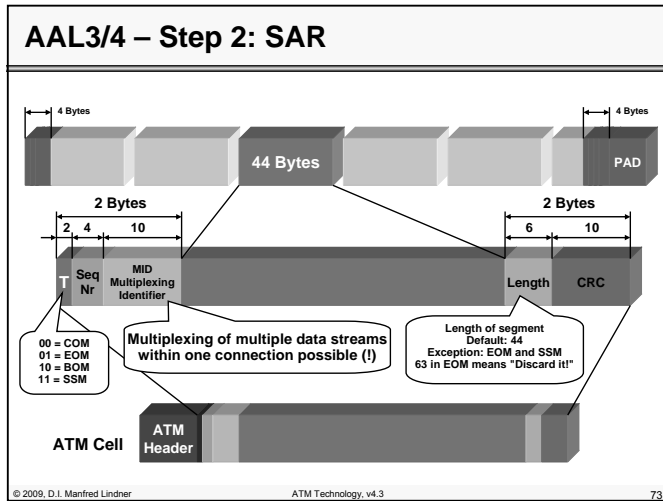 AAL3/4 – Step 2: SAR
4 Bytes
4 Bytes
44 Bytes
PAD
2 Bytes
2 Bytes
2 4 10
6 10
T
Seq
Nr
MID
Multiplexing
Identifier
Length
CRC
00 = COM
01 = EOM
10 = BOM
11 = SSM
Multiplexing of multiple data streams
within one connection possible (!)
Length of segment
Default: 44
Exception: EOM and SSM
63 in EOM means "Discard it!"
ATM Cell
ATM
Header
© 2009, D.I. Manfred Lindner
ATM Technology, v4.3
73